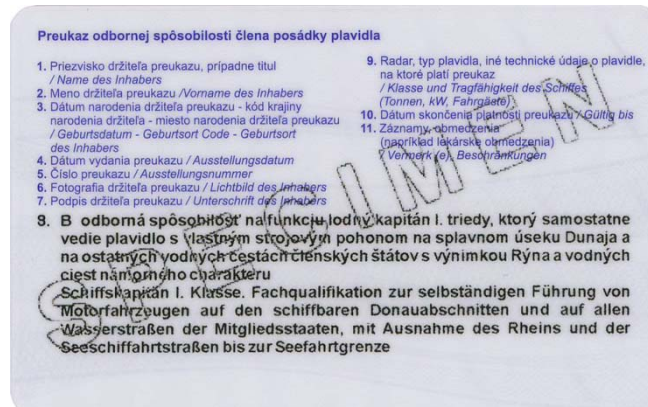 Preukaz odbornej spôsobilosti člena posádky plavidla
1. Priezvisko držiteľa preukazu, prípadne titul
/ Name des Inhabers
2. Meno držiteľa preukazu /Vorname des Inhabers
3. Dátum narodenia držiteľa preukazu - kód krajiny
narodenia držiteľa - miesto narodenia držiteľa preukazu
/ Geburtsdatum - Geburtsort Code - Geburtsort
des Inhabers
4. Dátum vydania preukazu / Ausstellungsdatum
5. Číslo preukazu / Ausstellungsnummer
6. Fotografia držiteľa preukazu / Lichtbild des Inhabers
7. Podpis držiteľa preukazu / Unterschrift des Inhabers
9. Radar, typ plavidla, iné technické údaje o plavidle,
na ktoré platí preukaz
/ Klasse und Tragfähigkeit des Schiffes
(Tonnen, kW, Fahrgäste)
10. Dátum skončenia platnosti preukazu / Gültig bis
11. Záznamy, obmedzenia
(napríklad lekárske obmedzenia)
/ Vermerk (e), Beschränkungen
8. B odborná spôsobilosť na funkciu lodný kapitán I. triedy, ktorý samostatne
vedie plavidlo s vlastným strojovým pohonom na splavnom úseku Dunaja a
na ostatných vodných cestách členských štátov s výnimkou Rýna a vodných
ciest námorného charakteru
Schiffskapitän I. Klasse. Fachqualifikation zur selbständigen Führung von
Motorfahrzeugen auf den schiffbaren Donauabschnitten und auf allen
Wasserstraßen der Mitgliedsstaaten, mit Ausnahme des Rheins und der
Seeschiffahrtstraßen bis zur Seefahrtgrenze
SPECIMEN